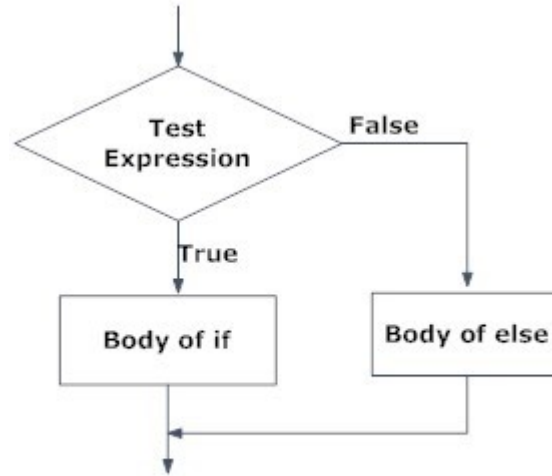 Test
Expression
False
True
Body of if
Body of else